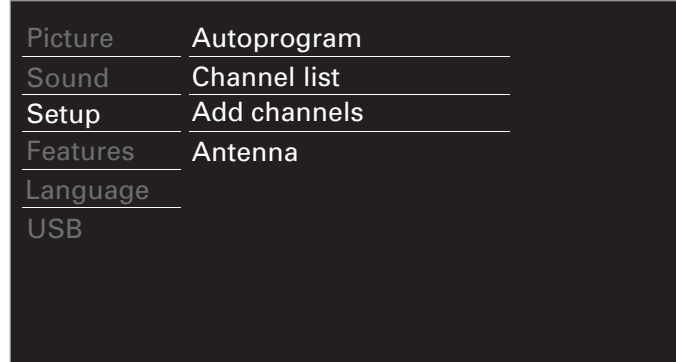 Picture
Sound
Setup
Features
Language
USB
Autoprogram
Channel list
Add channels
Antenna